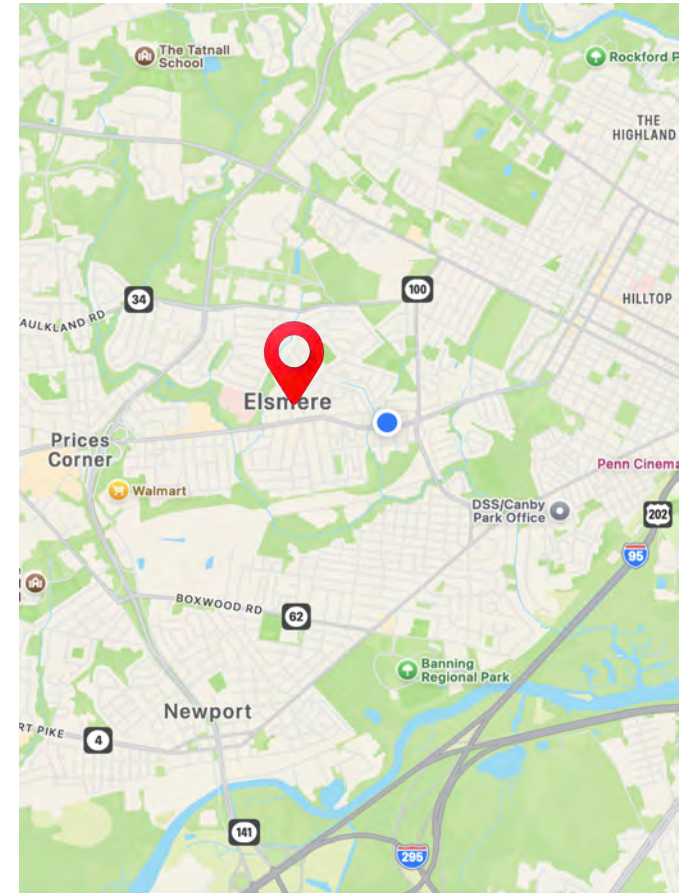 The Tatnall
School
Rockford P
THE
HIGHLAND
100
34
HILLTOP
AULKLAND RD
Elsmere
Prices
Corner
Penn Cinema
Walmart
DSS/Canby
Park Office
202
95
BOXWOOD RD
62
Banning
Regional Park
Newport
RT PIKE
4
141
295